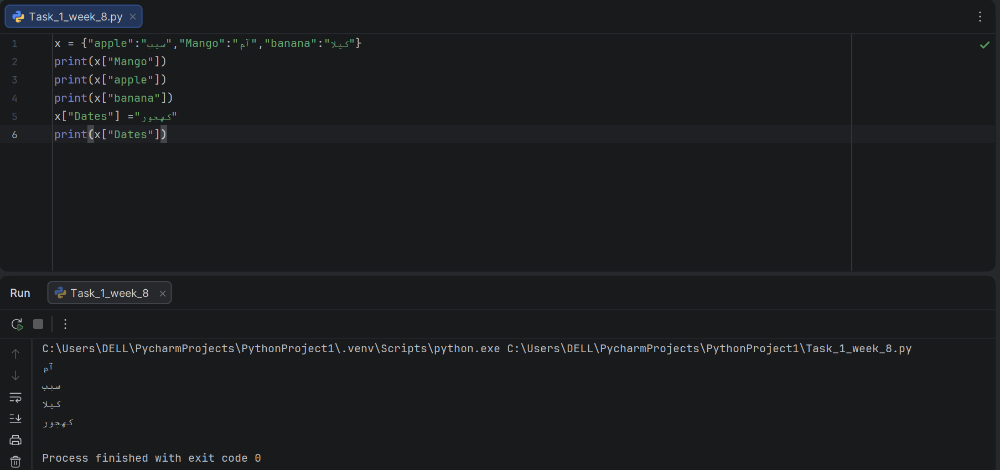 Task_1_week_8.py
1 x = {"apple":"سیب","Mango":"آم","banana":"کیلا"}
2 print(x["Mango"])
3 print(x["apple"])
4 print(x["banana"])
5 x["Dates"] ="کھجور"
6 print(x["Dates"])
Run Task_1_week_8
C:\Users\DELL\PycharmProjects\PythonProject1\.venv\Scripts\python.exe C:\Users\DELL\PycharmProjects\PythonProject1\Task_1_week_8.py
آم
سیب
کیلا
کھجور
Process finished with exit code 0